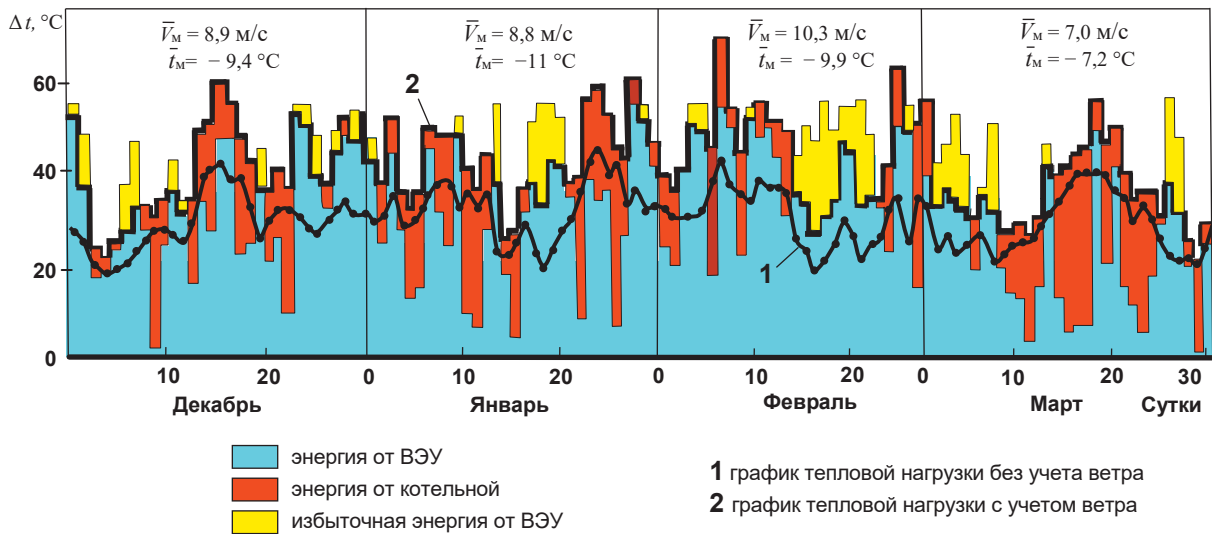 Δt, °C
V̅м = 8,9 м/с
t̅м = − 9,4 °C
V̅м = 8,8 м/с
t̅м = −11 °C
V̅м = 10,3 м/с
t̅м = − 9,9 °C
V̅м = 7,0 м/с
t̅м = − 7,2 °C
60
40
20
0
2
1
10 20 0 10 20 0 10 20 0 10 20 30
Декабрь Январь Февраль Март Сутки
энергия от ВЭУ
энергия от котельной
избыточная энергия от ВЭУ
1 график тепловой нагрузки без учета ветра
2 график тепловой нагрузки с учетом ветра